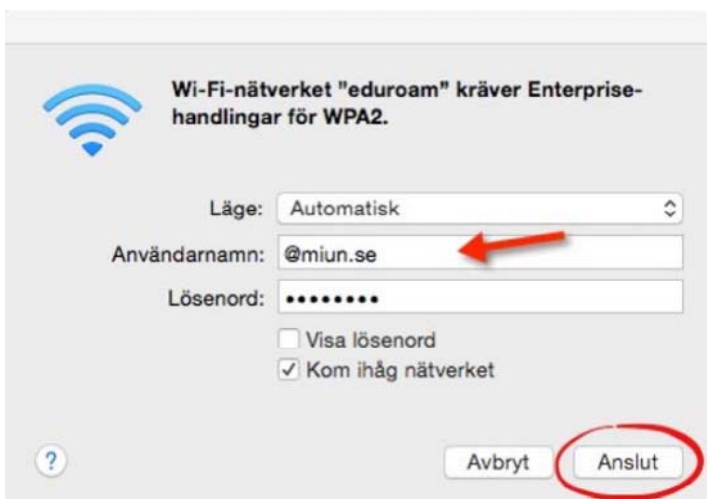 Wi-Fi-nätverket "eduroam" kräver Enterprise-
handlingar för WPA2.
Läge: Automatisk
Användarnamn: @miun.se
Lösenord: ••••••••
Visa lösenord
Kom ihåg nätverket
? Avbryt Anslut